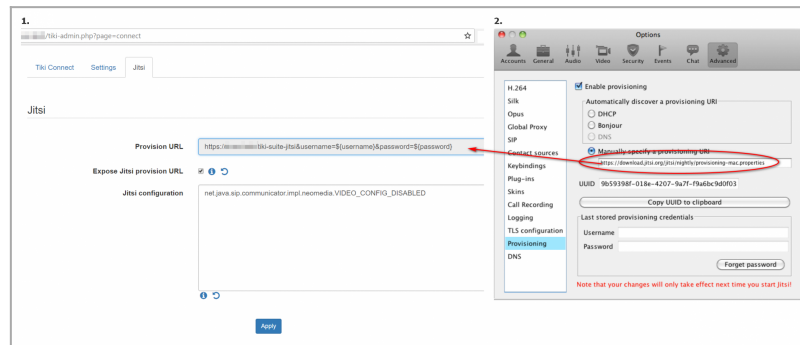 1.
/tiki-admin.php?page=connect
Tiki Connect Settings Jitsi
Jitsi
Provision URL
https:// tiki-suite-jitsi&username=${username}&password=${password}
Expose Jitsi provision URL
Jitsi configuration
net.java.sip.communicator.impl.neomedia.VIDEO_CONFIG_DISABLED
Apply
2.
Options
Accounts General Audio Video Security Events Chat Advanced
H.264
Silk
Opus
Global Proxy
SIP
Contact sources
Keybindings
Plug-ins
Skins
Call Recording
Logging
TLS configuration
Provisioning
DNS
Enable provisioning
Automatically discover a provisioning URI
DHCP
Bonjour
DNS
Manually specify a provisioning URI
https://download.jitsi.org/jitsi/nightly/provisioning-mac.properties
UUID 9b59398f-018e-4207-9a7f-f9a6bc9d0f03
Copy UUID to clipboard
Last stored provisioning credentials
Username
Password
Forget password
Note that your changes will only take effect next time you start Jitsi!